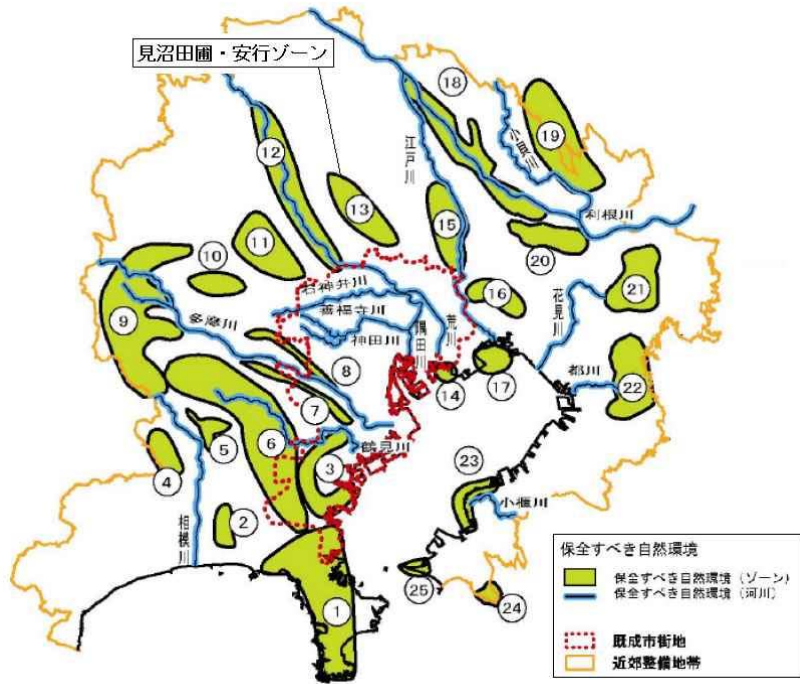 見沼田圃・安行ゾーン
18
19
12
江戸川
小貝川
13
15
利根川
11
10
20
石神井川
16
21
9
多摩川
善福寺川
花見川
神田川
隅田川
荒川
8
14
17
都川
22
7
5
6
鶴見川
3
23
4
小櫃川
2
相模川
25
24
1
保全すべき自然環境
保全すべき自然環境（ゾーン）
保全すべき自然環境（河川）
既成市街地
近郊整備地帯